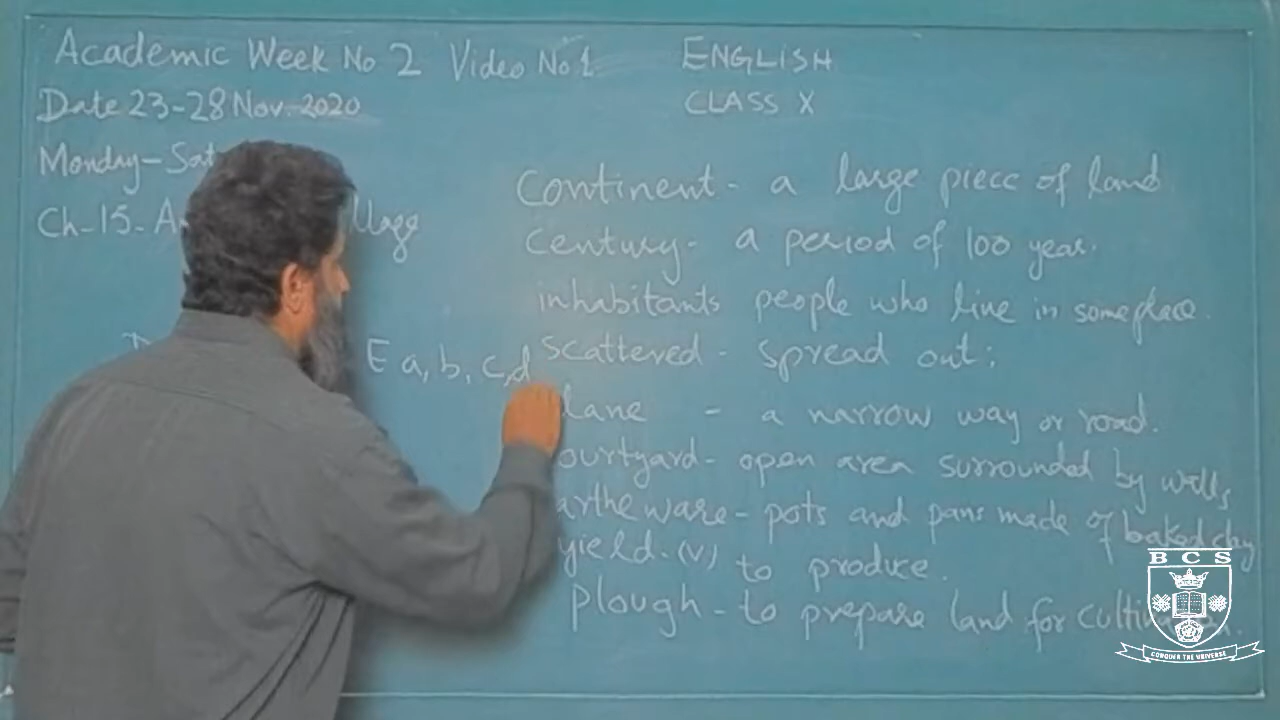 Academic Week No 2 Video No 1.
ENGLISH
Date 23-28 Nov. 2020
CLASS X
Monday - Sat
Ch-15. A
E a, b, c, d
Continent - a large piece of land
Century - a period of 100 year.
inhabitants people who live in some place.
scattered - spread out;
lane - a narrow way or road.
ourtyard - open area surrounded by walls,
artheware - pots and pans made of baked clay
yield - (v) to produce.
plough - to prepare land for
BCS
CONQUER THE UNIVERSE